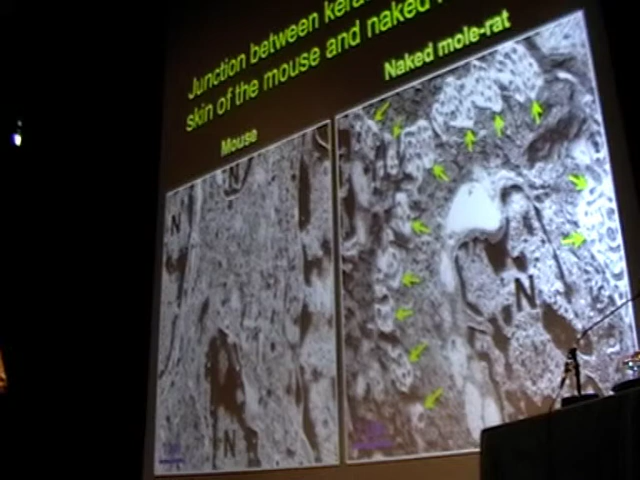 Junction between
skin of the mouse and naked
Mouse
Naked mole-rat
N
N
N
N